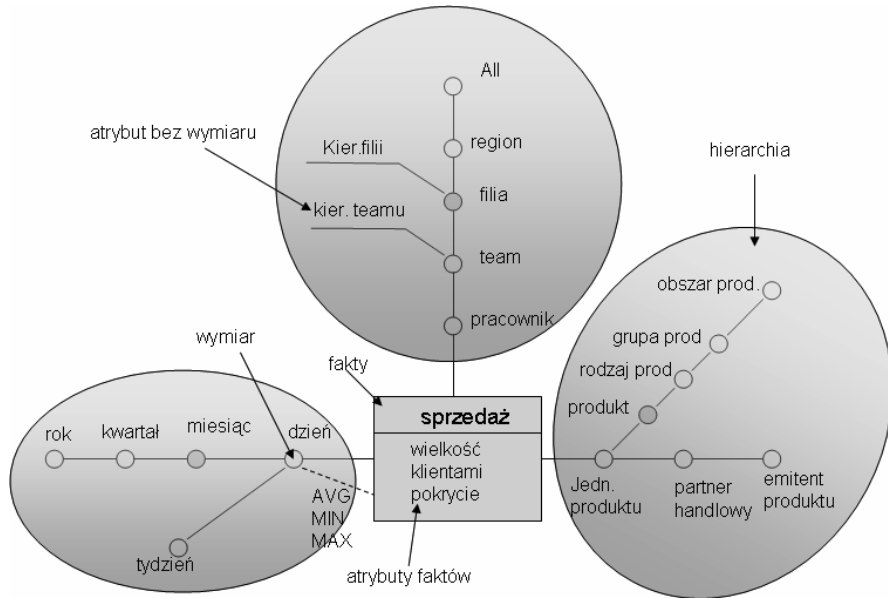 All
atrybut bez wymiaru
Kier.filii
region
hierarchia
filia
kier. teamu
team
obszar prod.
pracownik
wymiar
grupa prod
fakty
rodzaj prod
produkt
sprzedaż
rok
kwartał
miesiąc
dzień
wielkość
klientami
pokrycie
Jedn.
produktu
partner
handlowy
emitent
produktu
AVG
MIN
MAX
tydzień
atrybuty faktów